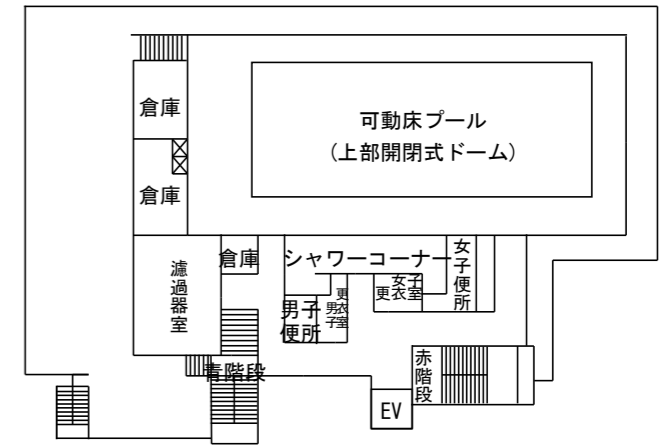 倉庫
可動床プール
(上部開閉式ドーム)
倉庫
濾過器室
倉庫
シャワーコーナー
女子便所
女子
更衣室
男子
更衣室
男子
便所
青階段
赤階段
EV